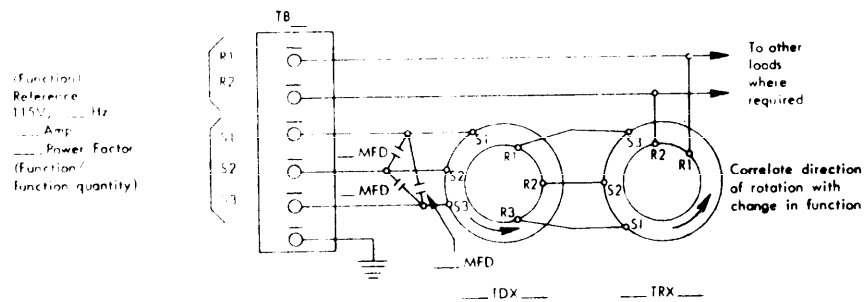 TB
R1
R2
(Function)
Reference
115V, ___ Hz
___ Amp
___ Power Factor
(Function/
function quantity)
S1
S2
S3
___ MFD
___ MFD
___ MFD
S1
S2
S3
R1
R2
R3
S3
S2
S1
R2
R1
To other
loads
where
required
Correlate direction
of rotation with
change in function
___ TDX ___
___ TRX ___